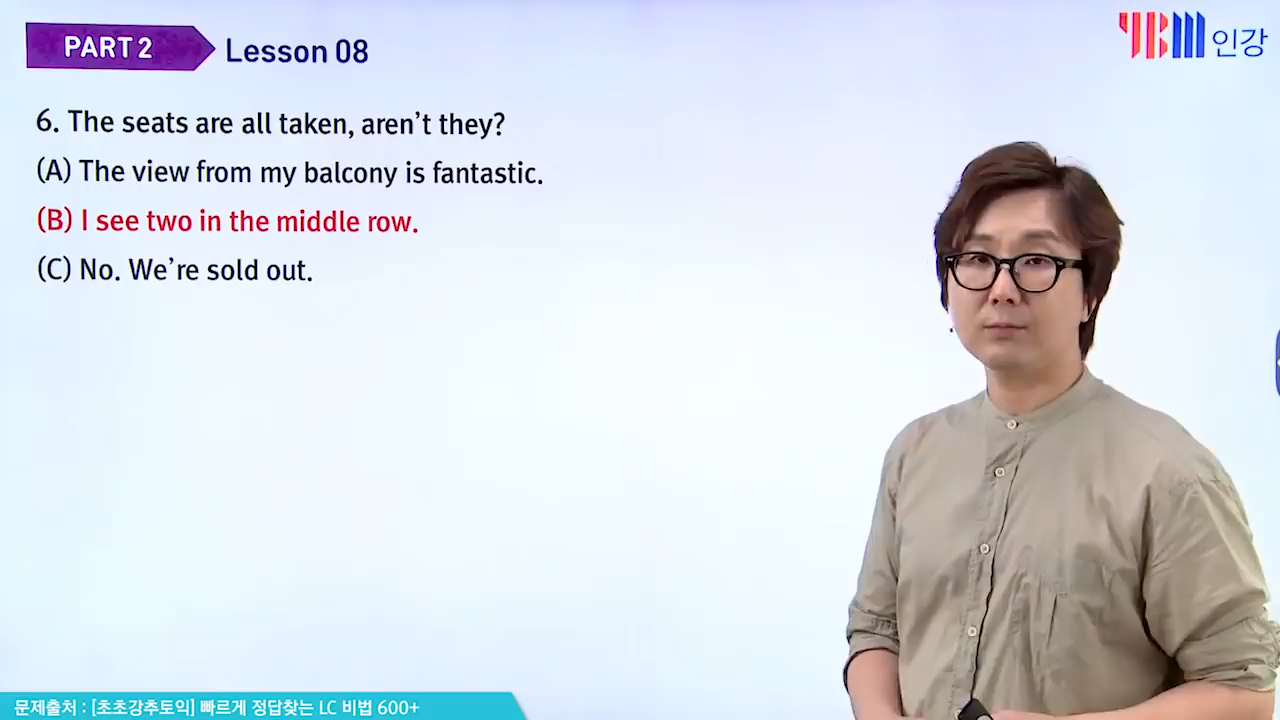 PART 2
Lesson 08
YBM 인강
6. The seats are all taken, aren't they?
(A) The view from my balcony is fantastic.
(B) I see two in the middle row.
(C) No. We're sold out.
문제출처 : [초초강추토익] 빠르게 정답찾는 LC 비법 600+